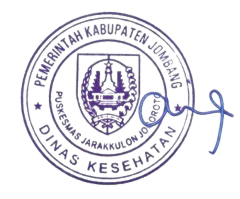 PEMERINTAH KABUPATEN JOMBANG
PUSKESMAS JARAKKULON JOGOROTO
DINAS KESEHATAN